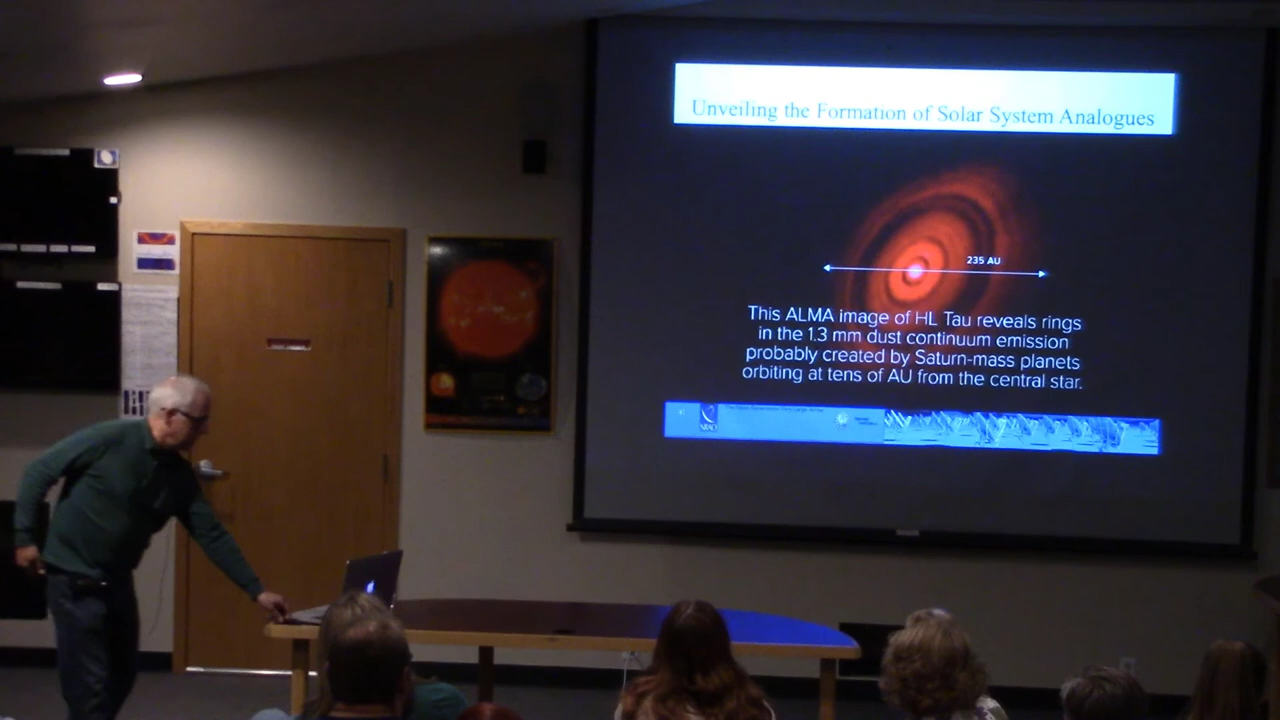 Unveiling the Formation of Solar System Analogues
235 AU
This ALMA image of HL Tau reveals rings
in the 1.3 mm dust continuum emission
probably created by Saturn-mass planets
orbiting at tens of AU from the central star.
NRAO